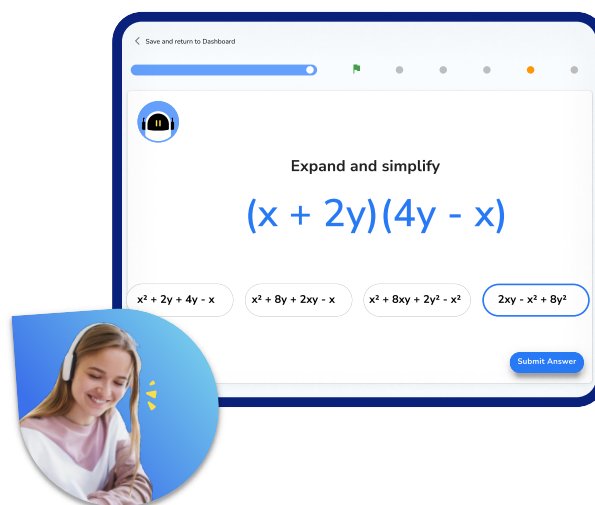 Save and return to Dashboard
Expand and simplify
(x + 2y)(4y - x)
x² + 2y + 4y - x
x² + 8y + 2xy - x
x² + 8xy + 2y² - x²
2xy - x² + 8y²
Submit Answer